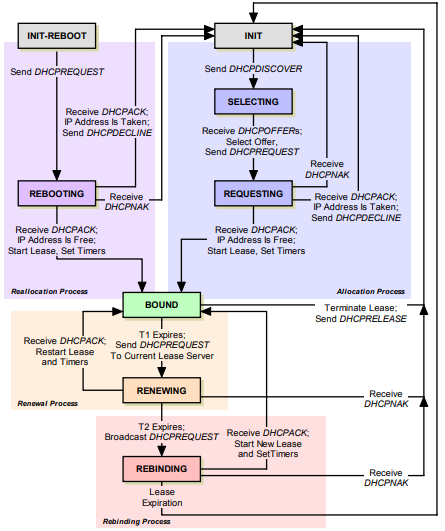 INIT-REBOOT
INIT
Send DHCPREQUEST
Send DHCPDISCOVER
SELECTING
Receive DHCPACK;
IP Address Is Taken;
Send DHCPDECLINE
Receive DHCPOFFERs;
Select Offer,
Send DHCPREQUEST
Receive
DHCPNAK
REBOOTING
Receive
DHCPNAK
REQUESTING
Receive DHCPACK;
IP Address Is Taken;
Send DHCPDECLINE
Receive DHCPACK;
IP Address Is Free;
Start Lease, Set Timers
Receive DHCPACK;
IP Address Is Free;
Start Lease, Set Timers
Reallocation Process
Allocation Process
BOUND
Terminate Lease;
Send DHCPRELEASE
T1 Expires;
Send DHCPREQUEST
To Current Lease Server
Receive DHCPACK;
Restart Lease
and Timers
RENEWING
Receive
DHCPNAK
Renewal Process
T2 Expires;
Broadcast DHCPREQUEST
Receive DHCPACK;
Start New Lease
and SetTimers
REBINDING
Receive
DHCPNAK
Lease
Expiration
Rebinding Process